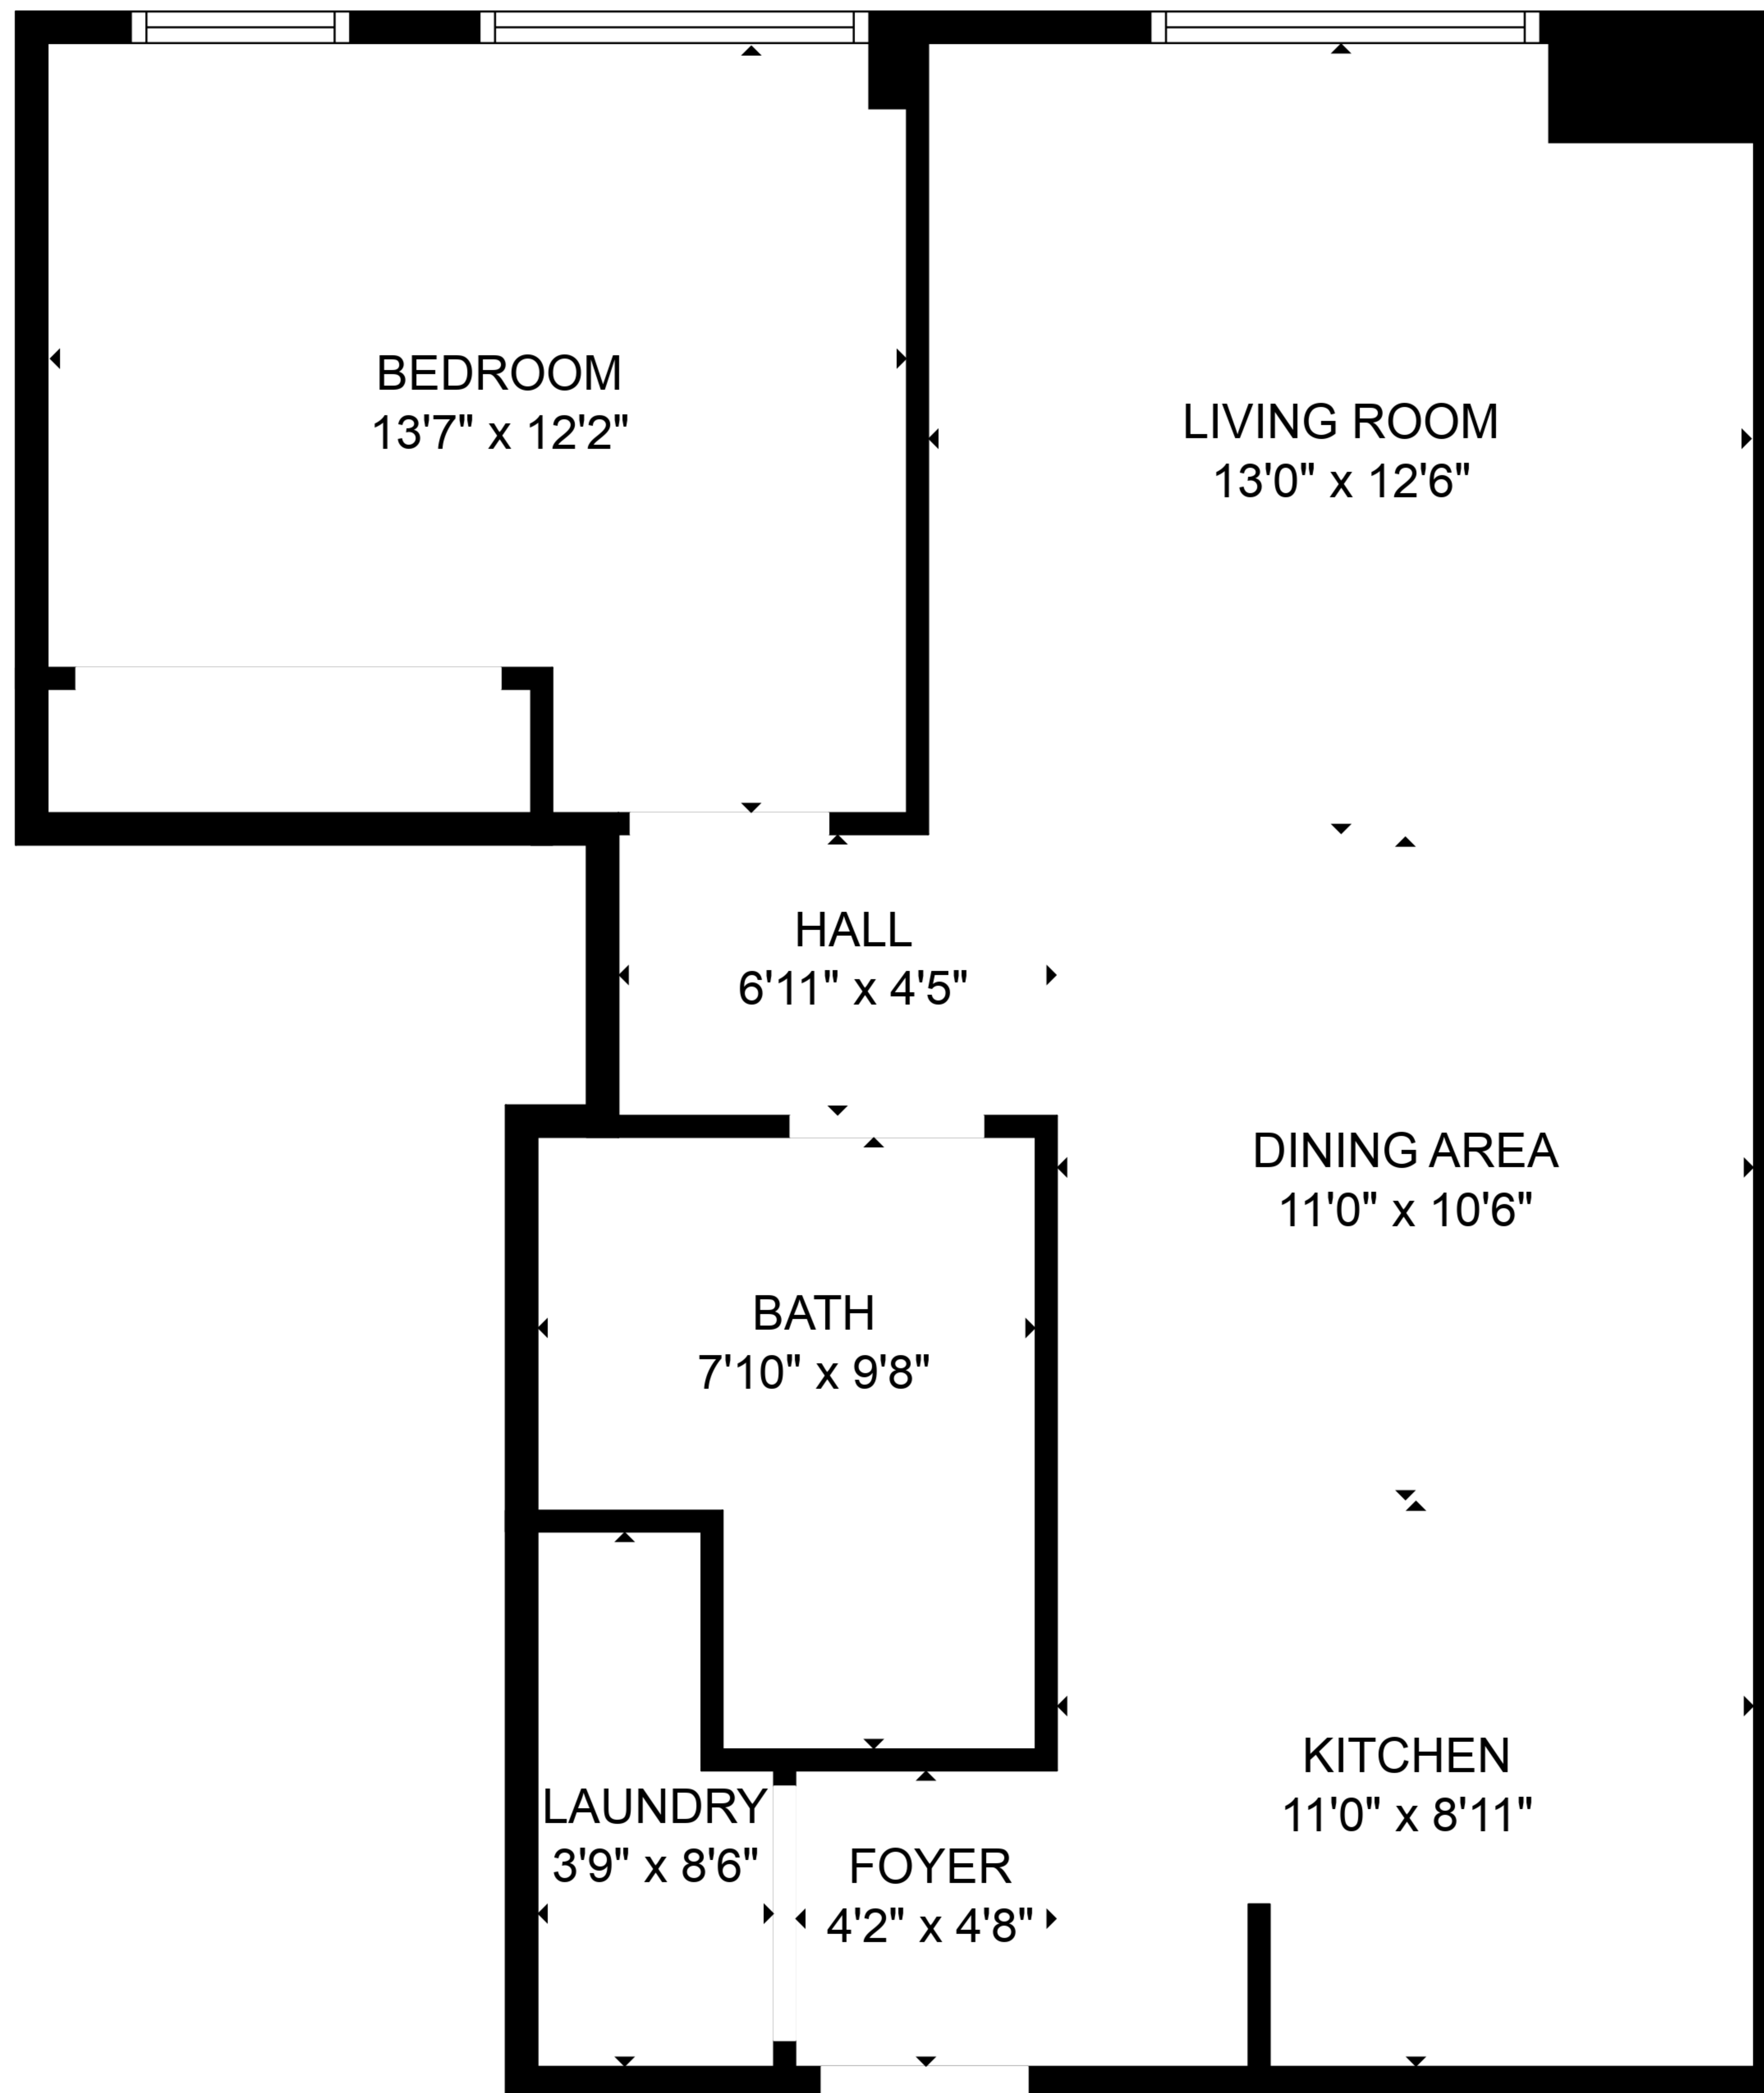 BEDROOM
13'7" x 12'2"
LIVING ROOM
13'0" x 12'6"
HALL
6'11" x 4'5"
DINING AREA
11'0" x 10'6"
BATH
7'10" x 9'8"
KITCHEN
11'0" x 8'11"
LAUNDRY
3'9" x 8'6"
FOYER
4'2" x 4'8"